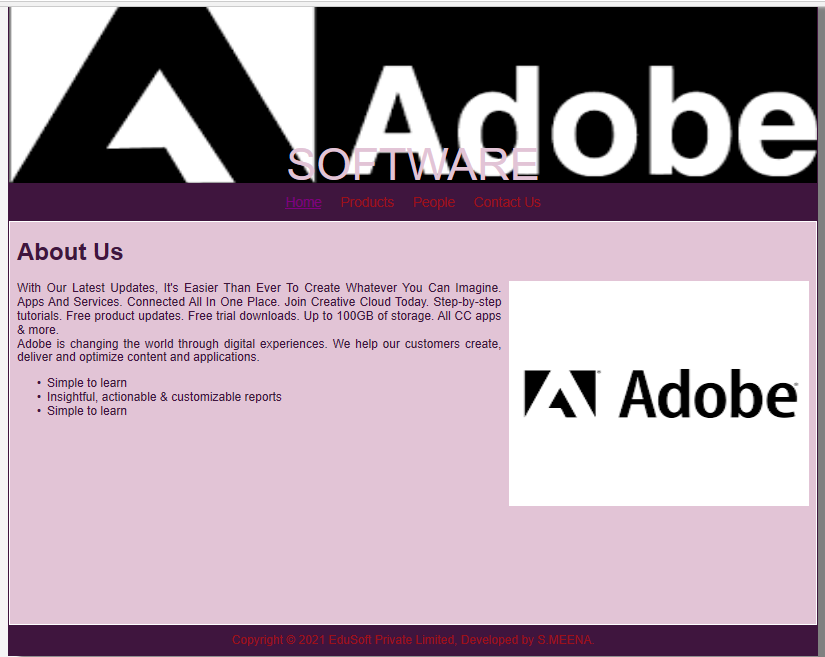 Adobe
SOFTWARE
Home Products People Contact Us
About Us
With Our Latest Updates, It's Easier Than Ever To Create Whatever You Can Imagine.
Apps And Services. Connected All In One Place. Join Creative Cloud Today. Step-by-step
tutorials. Free product updates. Free trial downloads. Up to 100GB of storage. All CC apps
& more.
Adobe is changing the world through digital experiences. We help our customers create,
deliver and optimize content and applications.
• Simple to learn
• Insightful, actionable & customizable reports
• Simple to learn
Adobe
Copyright © 2021 EduSoft Private Limited, Developed by S.MEENA.